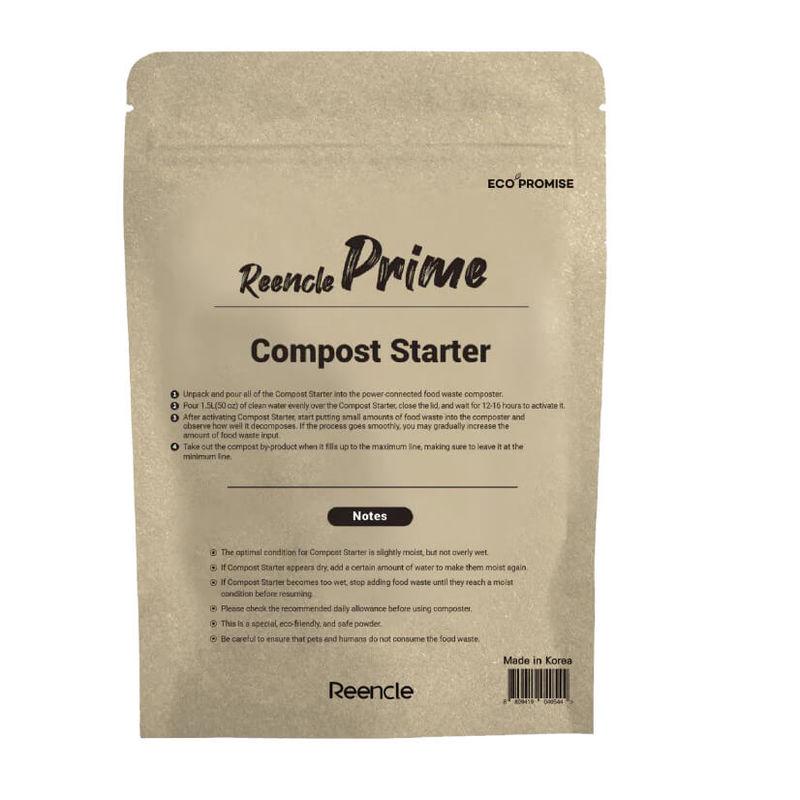 ECO PROMISE
Reencle Prime
Compost Starter
1 Unpack and pour all of the Compost Starter into the power-connected food waste composter.
2 Pour 1.5L(50 oz) of clean water evenly over the Compost Starter, close the lid, and wait for 12-16 hours to activate it.
3 After activating Compost Starter, start putting small amounts of food waste into the composter and
observe how well it decomposes. If the process goes smoothly, you may gradually increase the
amount of food waste input.
4 Take out the compost by-product when it fills up to the maximum line, making sure to leave it at the
minimum line.
Notes
The optimal condition for Compost Starter is slightly moist, but not overly wet.
If Compost Starter appears dry, add a certain amount of water to make them moist again.
If Compost Starter becomes too wet, stop adding food waste until they reach a moist
condition before resuming.
Please check the recommended daily allowance before using composter.
This is a special, eco-friendly, and safe powder.
Be careful to ensure that pets and humans do not consume the food waste.
Made in Korea
Reencle